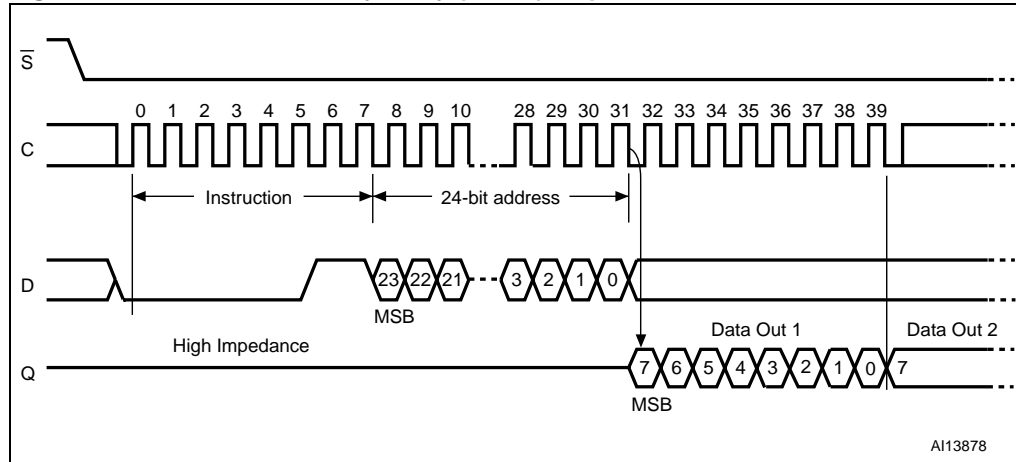 S
0 1 2 3 4 5 6 7 8 9 10 28 29 30 31 32 33 34 35 36 37 38 39
C
Instruction 24-bit address
D
23 22 21 3 2 1 0
MSB
High Impedance Data Out 1 Data Out 2
Q
7 6 5 4 3 2 1 0 7
MSB
AI13878